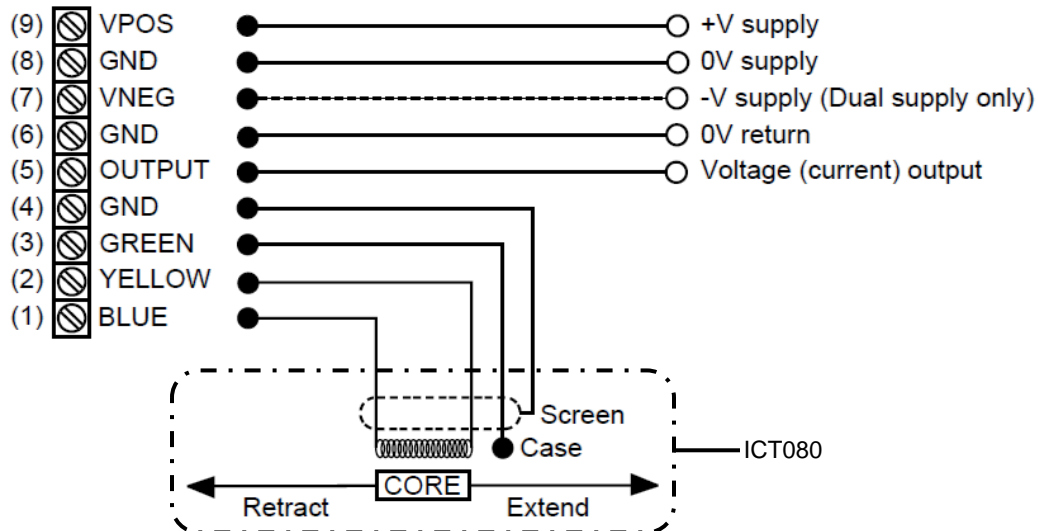 (9) VPOS +V supply
(8) GND 0V supply
(7) VNEG -V supply (Dual supply only)
(6) GND 0V return
(5) OUTPUT Voltage (current) output
(4) GND
(3) GREEN
(2) YELLOW
(1) BLUE
Screen
Case
ICT080
CORE
Retract Extend